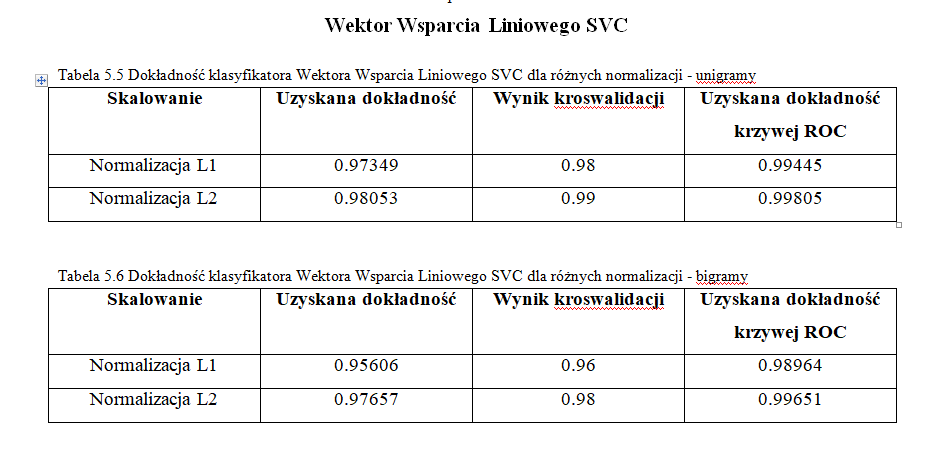 Wektor Wsparcia Liniowego SVC
Tabela 5.5 Dokładność klasyfikatora Wektora Wsparcia Liniowego SVC dla różnych normalizacji - unigramy
Skalowanie Uzyskana dokładność Wynik kroswalidacji Uzyskana dokładność
krzywej ROC
Normalizacja L1 0.97349 0.98 0.99445
Normalizacja L2 0.98053 0.99 0.99805
Tabela 5.6 Dokładność klasyfikatora Wektora Wsparcia Liniowego SVC dla różnych normalizacji - bigramy
Skalowanie Uzyskana dokładność Wynik kroswalidacji Uzyskana dokładność
krzywej ROC
Normalizacja L1 0.95606 0.96 0.98964
Normalizacja L2 0.97657 0.98 0.99651